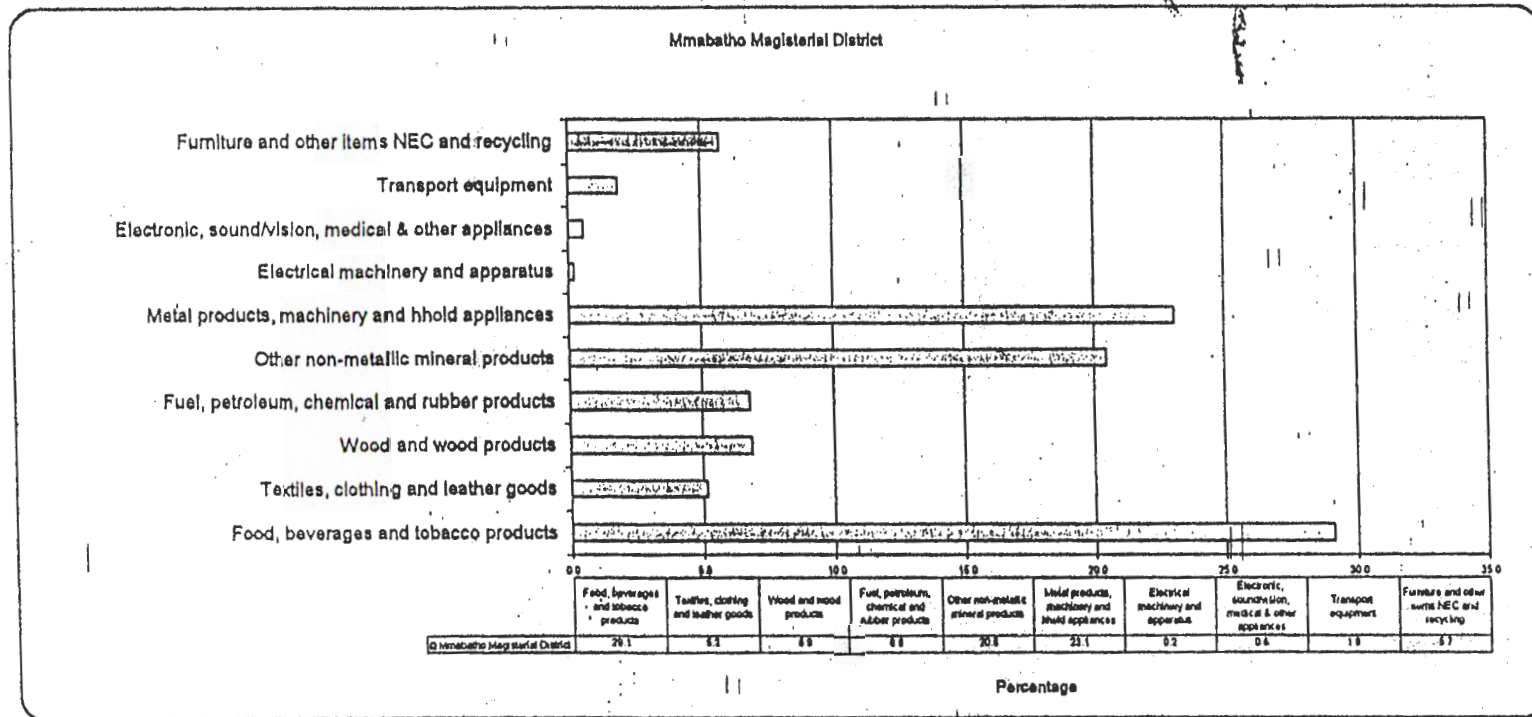 Mmabatho Magisterial District
Furniture and other items NEC and recycling
Transport equipment
Electronic, sound/vision, medical & other appliances
Electrical machinery and apparatus
Metal products, machinery and hhold appliances
Other non-metallic mineral products
Fuel, petroleum, chemical and rubber products
Wood and wood products
Textiles, clothing and leather goods
Food, beverages and tobacco products
0.0 5.0 10.0 15.0 20.0 25.0 30.0 35.0
Food, beverages and tobacco products
Textiles, clothing and leather goods
Wood and wood products
Fuel, petroleum, chemical and rubber products
Other non-metallic mineral products
Metal products, machinery and hhold appliances
Electrical machinery and apparatus
Electronic, sound/vision, medical & other appliances
Transport equipment
Furniture and other items NEC and recycling
Mmabatho Magisterial District 29.1 5.2 6.9 20.5 23.1 0.2 5.7
Percentage